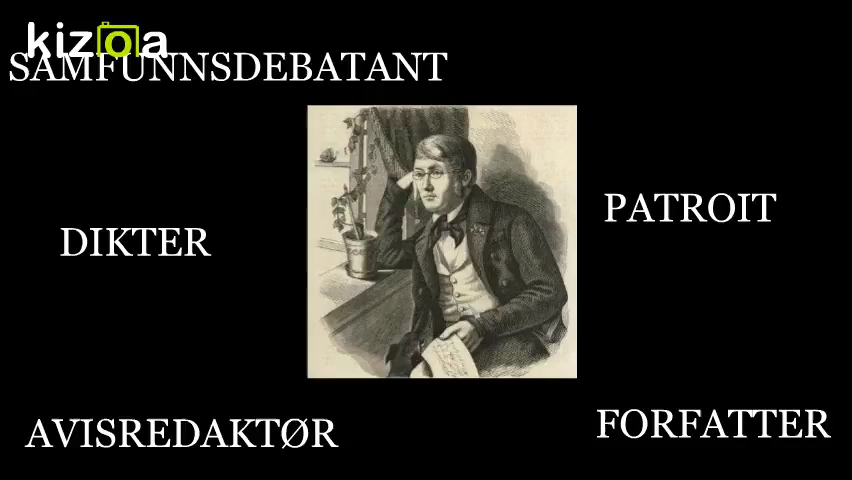 kizoa
SAMFUNNSDEBATANT
PATROIT
DIKTER
AVISREDAKTØR
FORFATTER